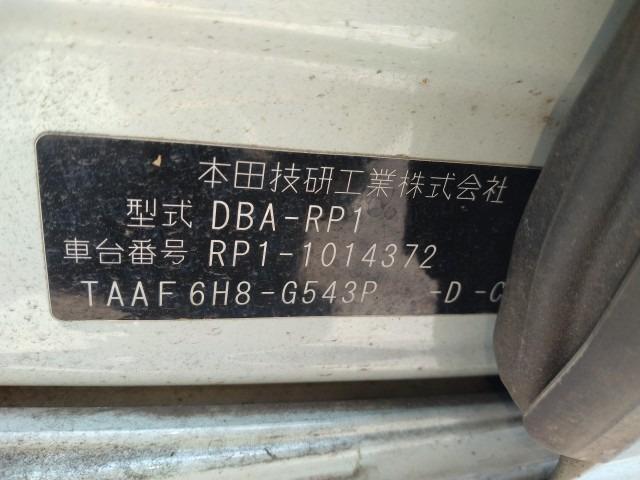 本田技研工業株式会社
型式 DBA-RP1
車台番号 RP1-1014372
TAAF 6H8-G543P -D -C